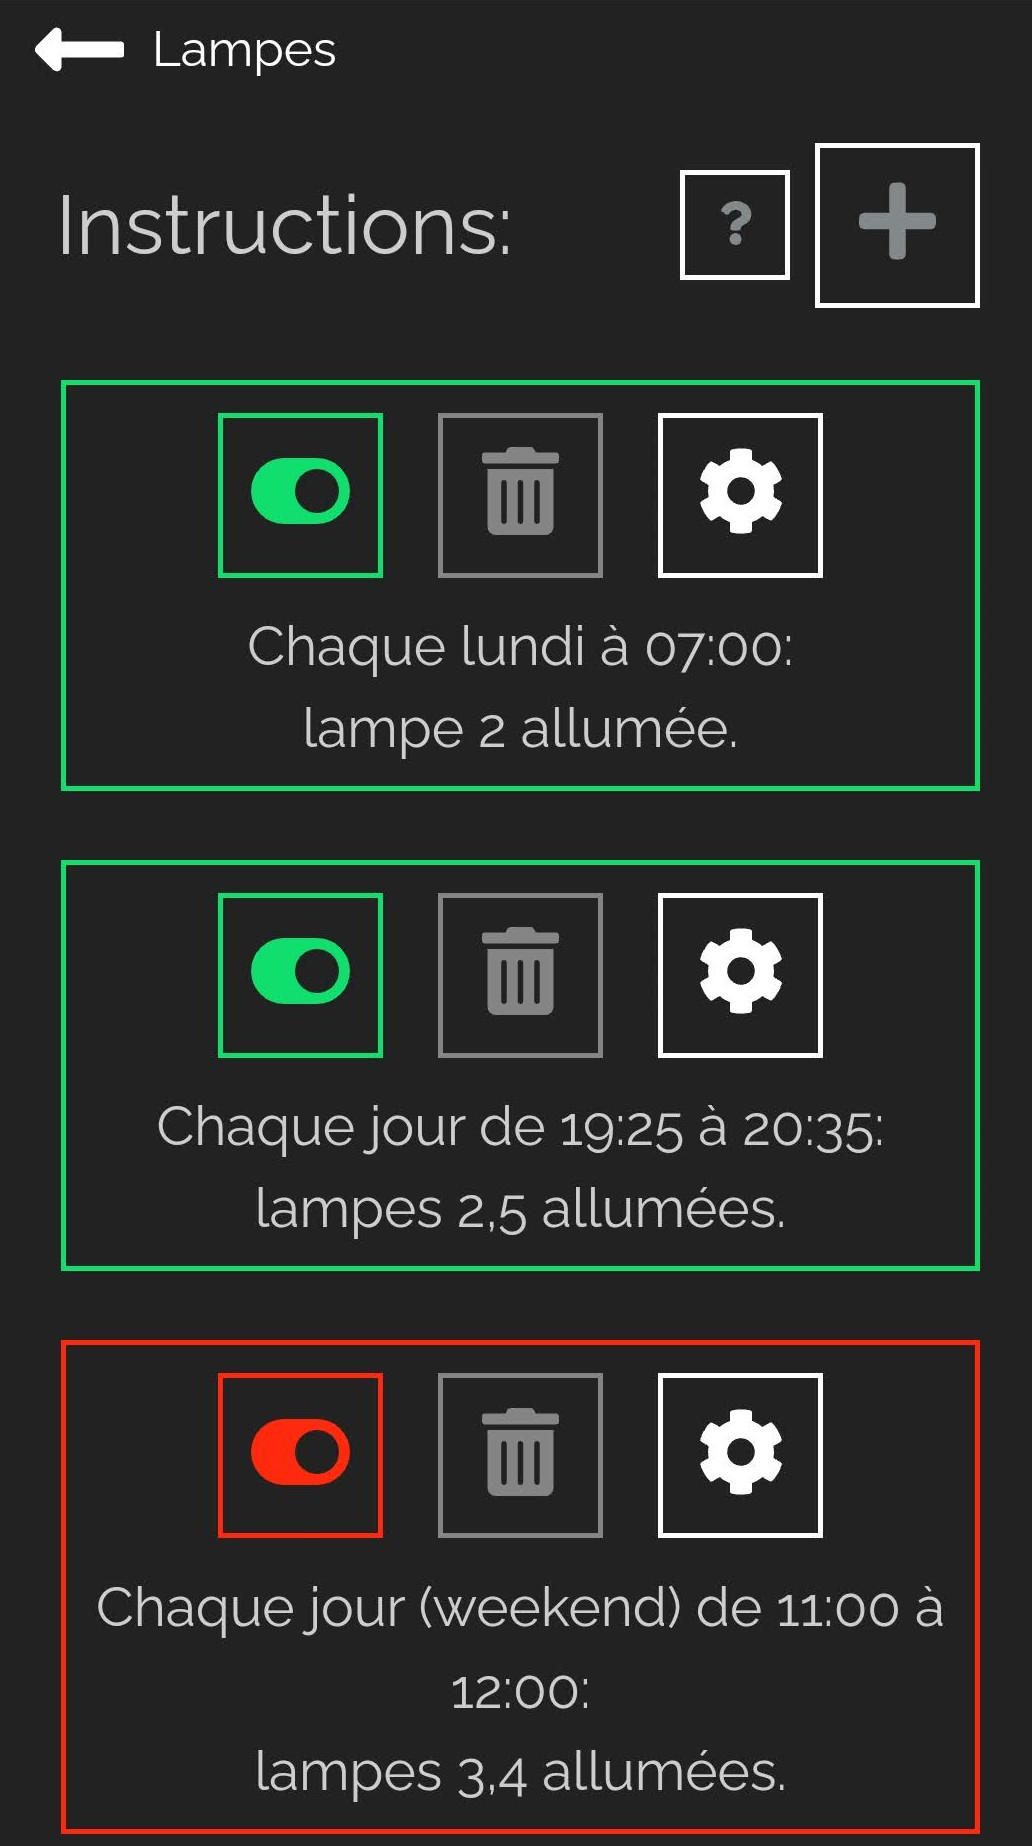 Lampes
Instructions:
?
Chaque lundi à 07:00:
lampe 2 allumée.
Chaque jour de 19:25 à 20:35:
lampes 2,5 allumées.
Chaque jour (weekend) de 11:00 à
12:00:
lampes 3,4 allumées.